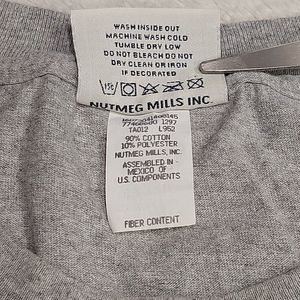 WASH INSIDE OUT
MACHINE WASH COLD
TUMBLE DRY LOW
DO NOT BLEACH DO NOT
DRY CLEAN OR IRON
IF DECORATED
NUTMEG MILLS INC.
1297
TA012 L952
90% COTTON
10% POLYESTER
NUTMEG MILLS, INC.
ASSEMBLED IN
MEXICO OF
U.S. COMPONENTS
FIBER CONTENT